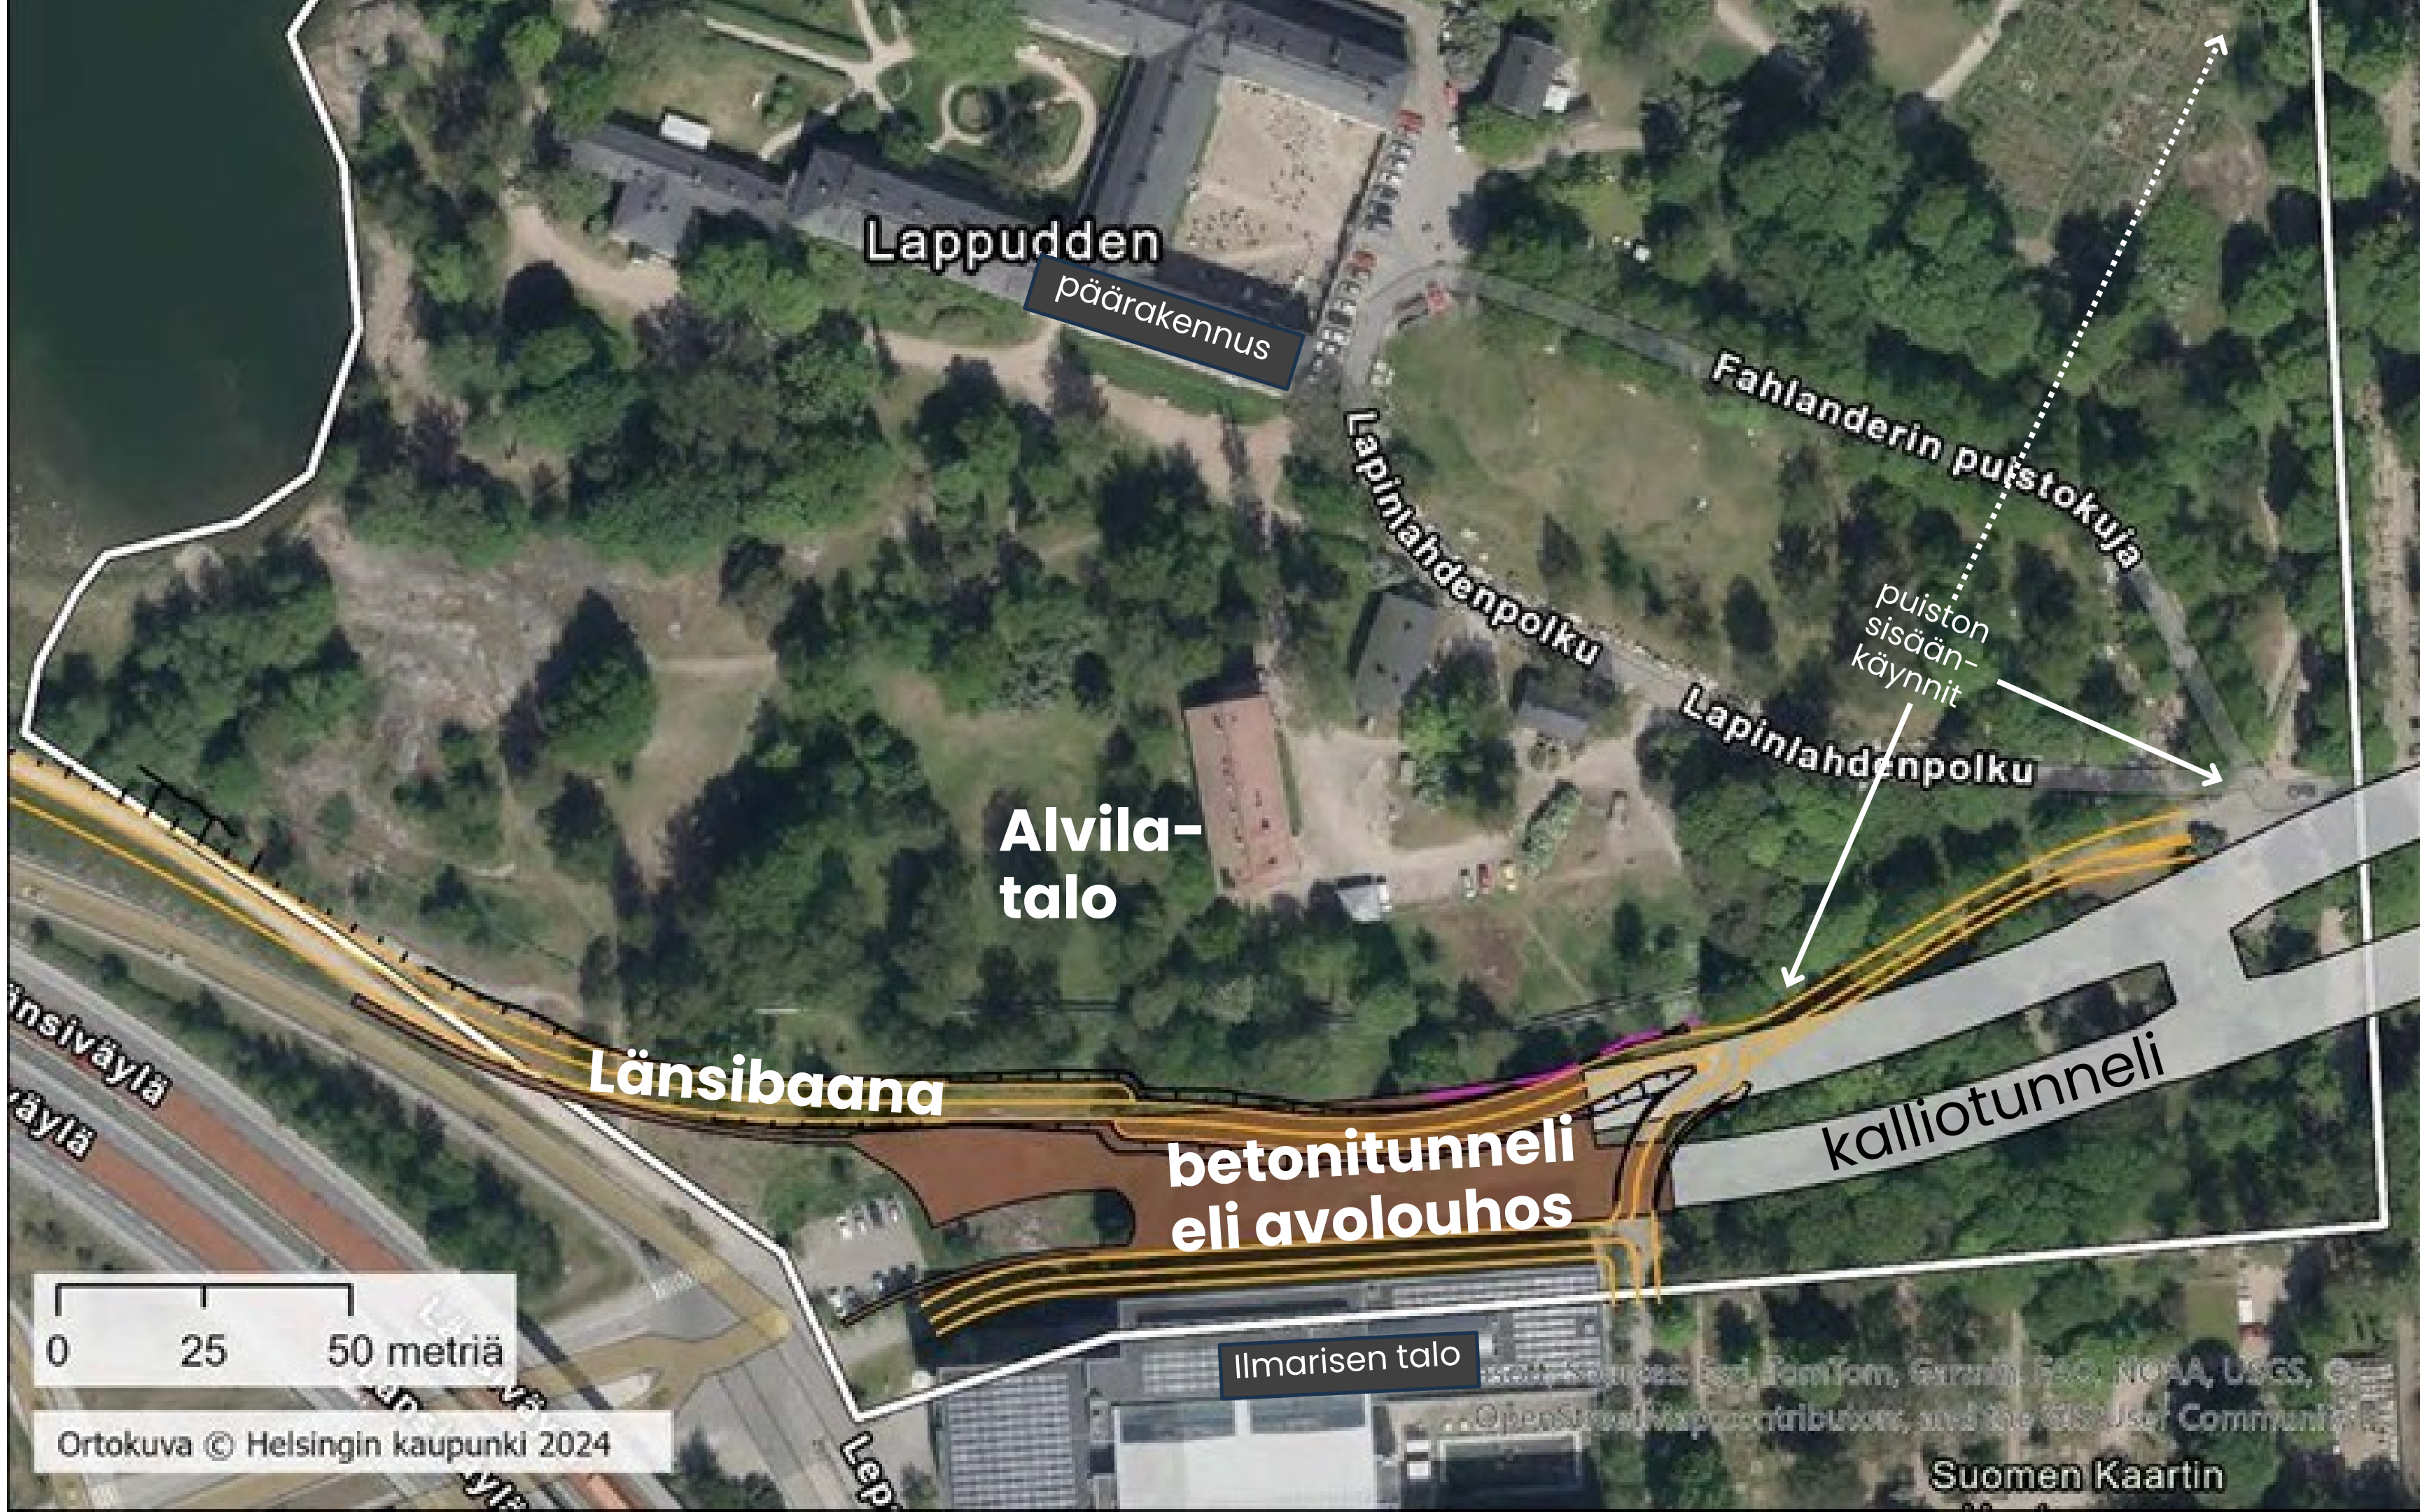 Lappudden
päärakennus
Fahlanderin puistokuja
Lapinlahdenpolku
puiston
sisään-
käynnit
Lapinlahdenpolku
Alvila-
talo
Länsibaana
kalliotunneli
betonitunneli
eli avolouhos
änsiväylä
väylä
0 25 50 metriä
Ilmarisen talo
Ortokuva © Helsingin kaupunki 2024
Suomen Kaartin